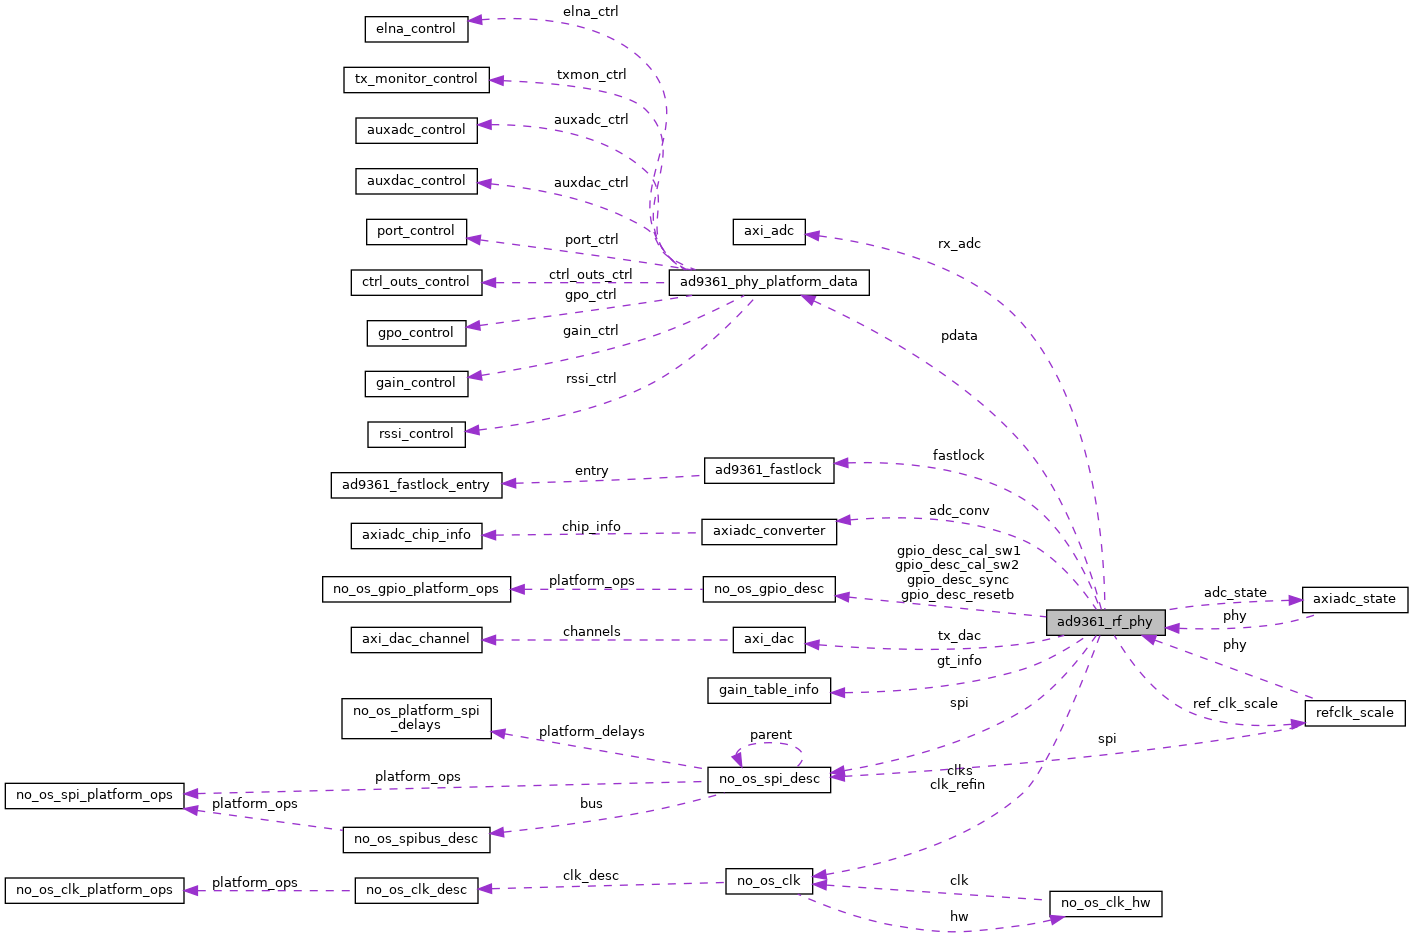 elna_ctrl
elna_control
txmon_ctrl
tx_monitor_control
auxadc_ctrl
auxadc_control
auxdac_ctrl
auxdac_control
port_ctrl
port_control
axi_adc
rx_adc
ctrl_outs_ctrl
ctrl_outs_control
ad9361_phy_platform_data
gpo_ctrl
gpo_control
gain_ctrl
pdata
gain_control
rssi_ctrl
rssi_control
fastlock
entry
ad9361_fastlock
ad9361_fastlock_entry
adc_conv
chip_info
axiadc_chip_info
axiadc_converter
gpio_desc_cal_sw1
gpio_desc_cal_sw2
gpio_desc_sync
gpio_desc_resetb
platform_ops
no_os_gpio_platform_ops
no_os_gpio_desc
adc_state
axiadc_state
phy
ad9361_rf_phy
channels
axi_dac_channel
axi_dac
tx_dac
phy
gt_info
gain_table_info
spi
ref_clk_scale
refclk_scale
no_os_platform_spi
_delays
platform_delays
parent
spi
platform_ops
no_os_spi_desc
clks
clk_refin
no_os_spi_platform_ops
platform_ops
bus
no_os_spibus_desc
clk_desc
platform_ops
no_os_clk_platform_ops
no_os_clk_desc
no_os_clk
clk
no_os_clk_hw
hw